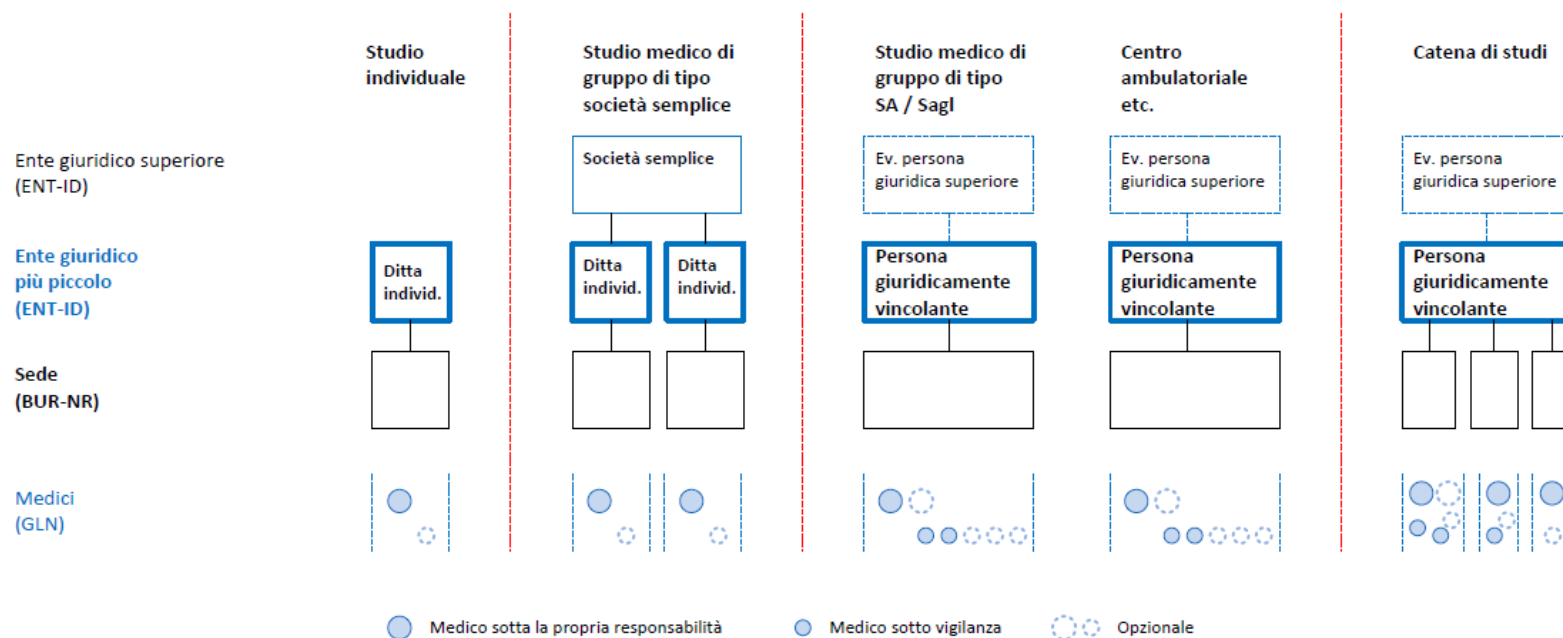 Studio
individuale
Studio medico di
gruppo di tipo
società semplice
Studio medico di
gruppo di tipo
SA / Sagl
Centro
ambulatoriale
etc.
Catena di studi
Ente giuridico superiore
(ENT-ID)
Società semplice
Ev. persona
giuridica superiore
Ev. persona
giuridica superiore
Ev. persona
giuridica superiore
Ente giuridico
più piccolo
(ENT-ID)
Ditta
individ.
Ditta
individ.
Ditta
individ.
Persona
giuridicamente
vincolante
Persona
giuridicamente
vincolante
Persona
giuridicamente
vincolante
Sede
(BUR-NR)
Medici
(GLN)
Medico sotta la propria responsabilità
Medico sotto vigilanza
Opzionale